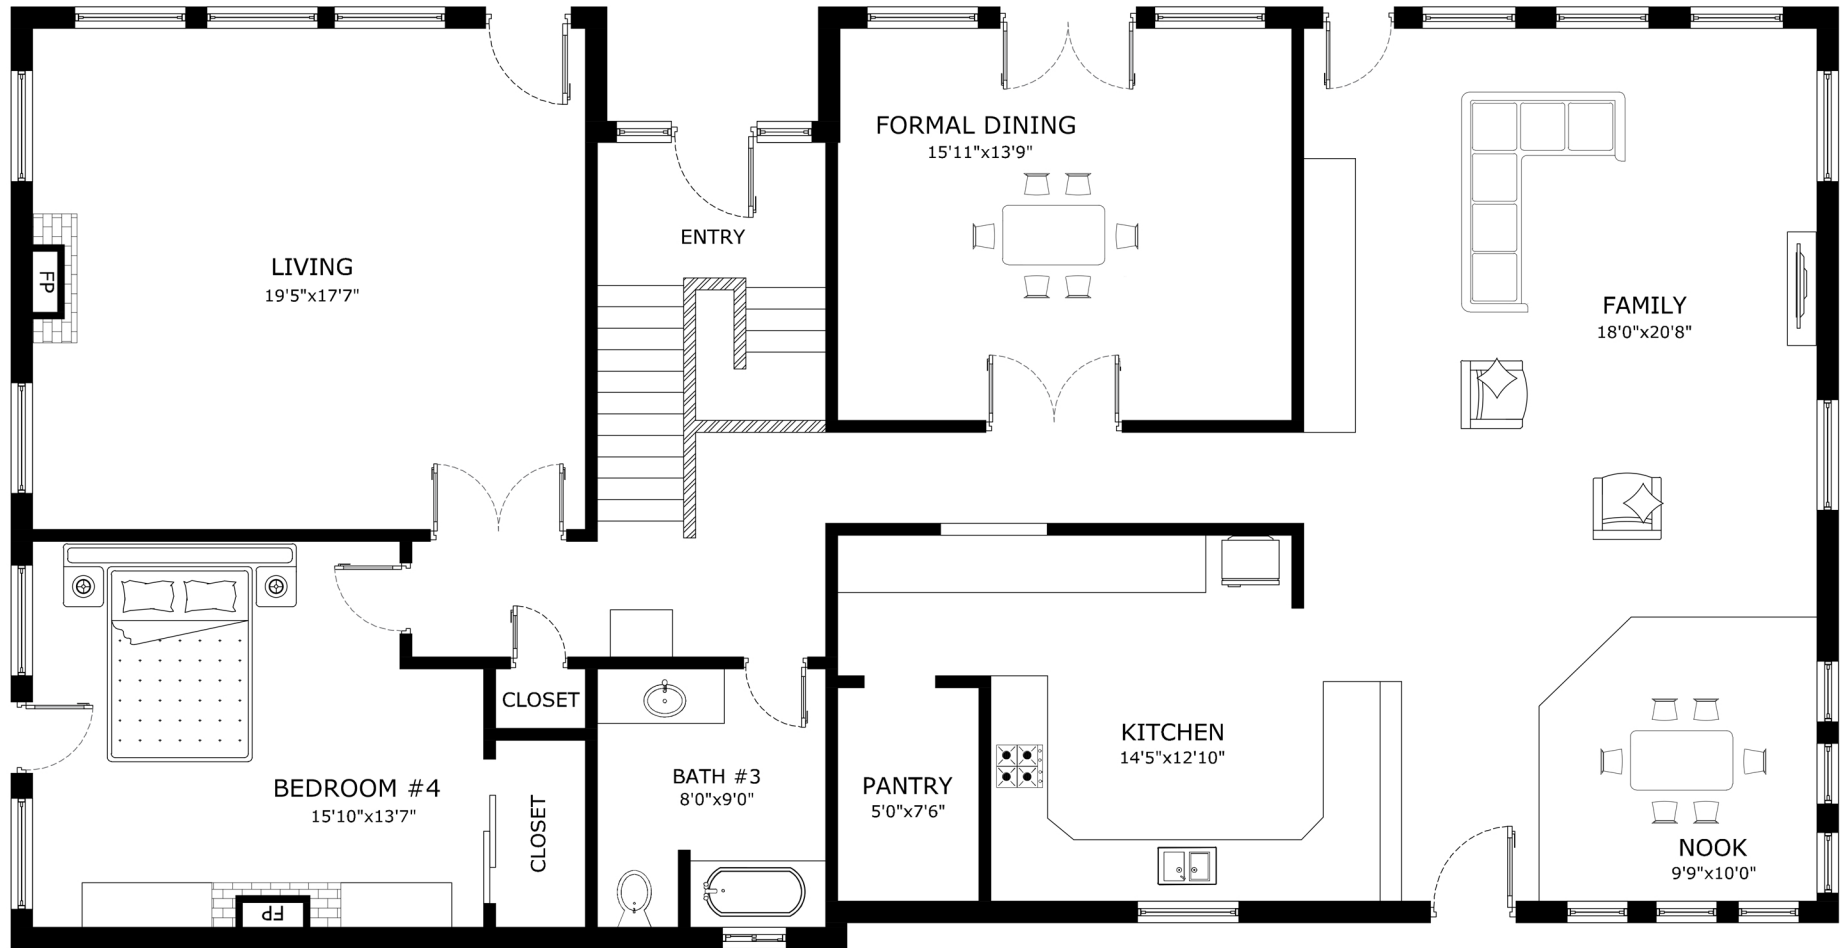 FORMAL DINING
15'11"x13'9"
ENTRY
LIVING
19'5"x17'7"
FP
FAMILY
18'0"x20'8"
CLOSET
KITCHEN
14'5"x12'10"
BATH #3
8'0"x9'0"
PANTRY
5'0"x7'6"
BEDROOM #4
15'10"x13'7"
CLOSET
NOOK
9'9"x10'0"
FP